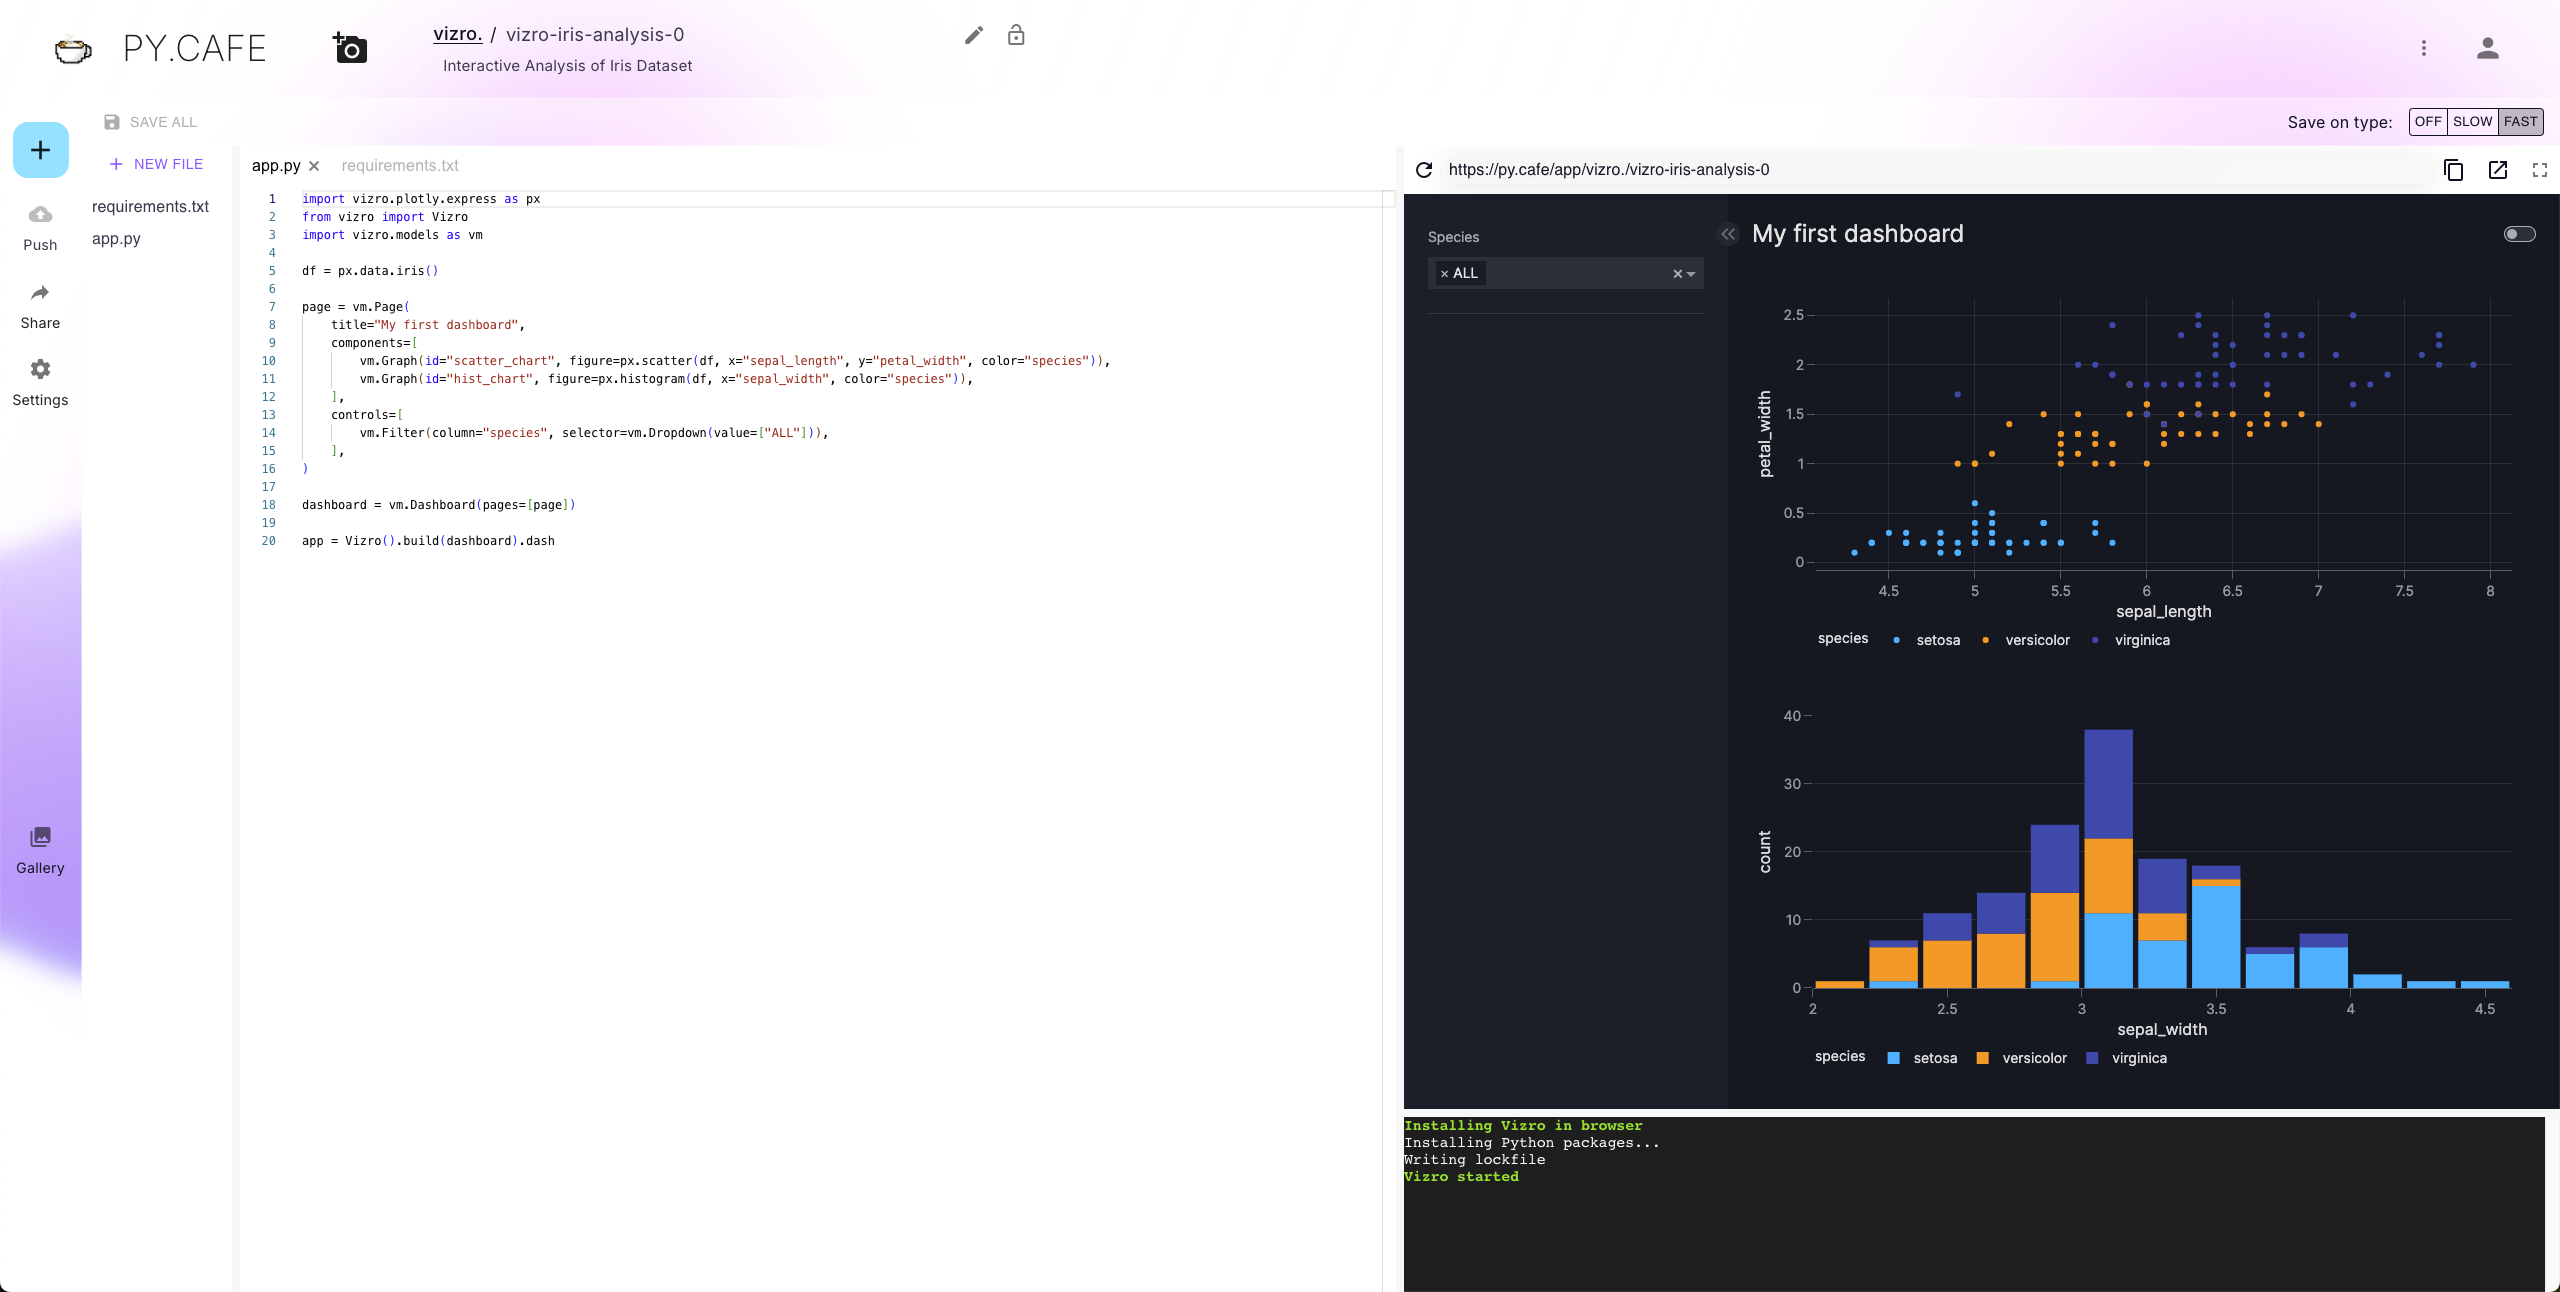 PY.CAFE
vizro. / vizro-iris-analysis-0
Interactive Analysis of Iris Dataset
SAVE ALL
Save on type: OFF SLOW FAST
+ NEW FILE
requirements.txt
app.py
Push
Share
Settings
Gallery
app.py × requirements.txt
1 import vizro.plotly.express as px
2 from vizro import Vizro
3 import vizro.models as vm
4
5 df = px.data.iris()
6
7 page = vm.Page(
8     title="My first dashboard",
9     components=[
10         vm.Graph(id="scatter_chart", figure=px.scatter(df, x="sepal_length", y="petal_width", color="species")),
11         vm.Graph(id="hist_chart", figure=px.histogram(df, x="sepal_width", color="species")),
12     ],
13     controls=[
14         vm.Filter(column="species", selector=vm.Dropdown(value=["ALL"])),
15     ],
16 )
17
18 dashboard = vm.Dashboard(pages=[page])
19
20 app = Vizro().build(dashboard).dash
https://py.cafe/app/vizro./vizro-iris-analysis-0
Species
× ALL
My first dashboard
2.5
2
1.5
1
0.5
0
petal_width
4.5 5 5.5 6 6.5 7 7.5 8
sepal_length
species setosa versicolor virginica
40
30
20
10
0
count
2 2.5 3 3.5 4 4.5
sepal_width
species setosa versicolor virginica
Installing Vizro in browser
Installing Python packages...
Writing lockfile
Vizro started